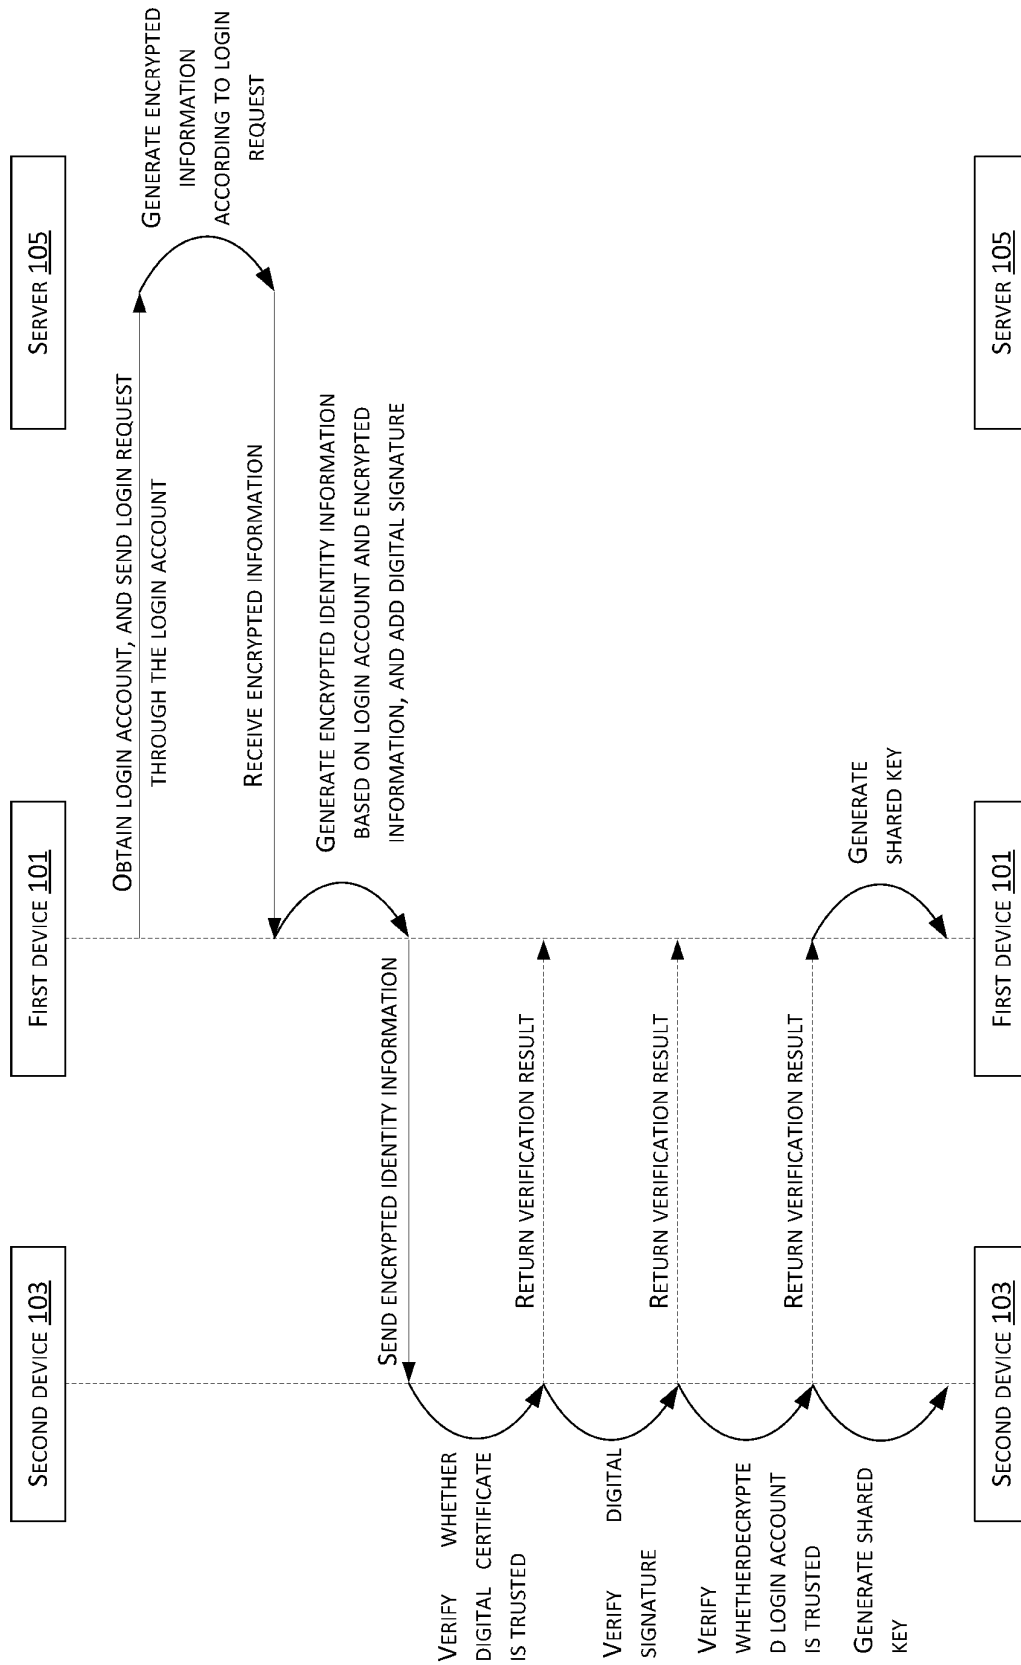 SECOND DEVICE 103
FIRST DEVICE 101
SERVER 105
OBTAIN LOGIN ACCOUNT, AND SEND LOGIN REQUEST
THROUGH THE LOGIN ACCOUNT
GENERATE ENCRYPTED
INFORMATION
ACCORDING TO LOGIN
REQUEST
RECEIVE ENCRYPTED INFORMATION
GENERATE ENCRYPTED IDENTITY INFORMATION
BASED ON LOGIN ACCOUNT AND ENCRYPTED
INFORMATION, AND ADD DIGITAL SIGNATURE
SEND ENCRYPTED IDENTITY INFORMATION
VERIFY WHETHER
DIGITAL CERTIFICATE
IS TRUSTED
RETURN VERIFICATION RESULT
VERIFY DIGITAL
SIGNATURE
RETURN VERIFICATION RESULT
VERIFY
WHETHERDECRYPTE
D LOGIN ACCOUNT
IS TRUSTED
RETURN VERIFICATION RESULT
GENERATE SHARED
KEY
GENERATE
SHARED KEY
SECOND DEVICE 103
FIRST DEVICE 101
SERVER 105